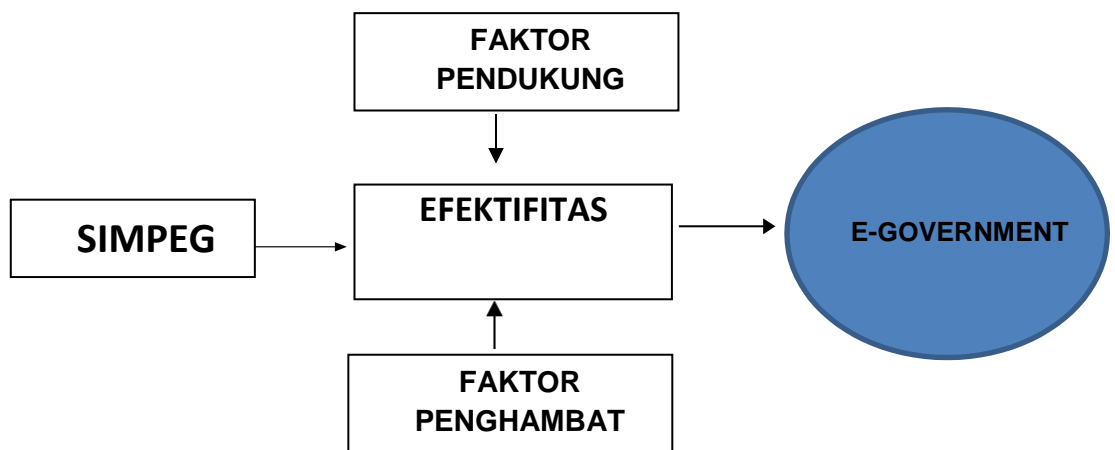 FAKTOR
PENDUKUNG
SIMPEG
EFEKTIFITAS
E-GOVERNMENT
FAKTOR
PENGHAMBAT